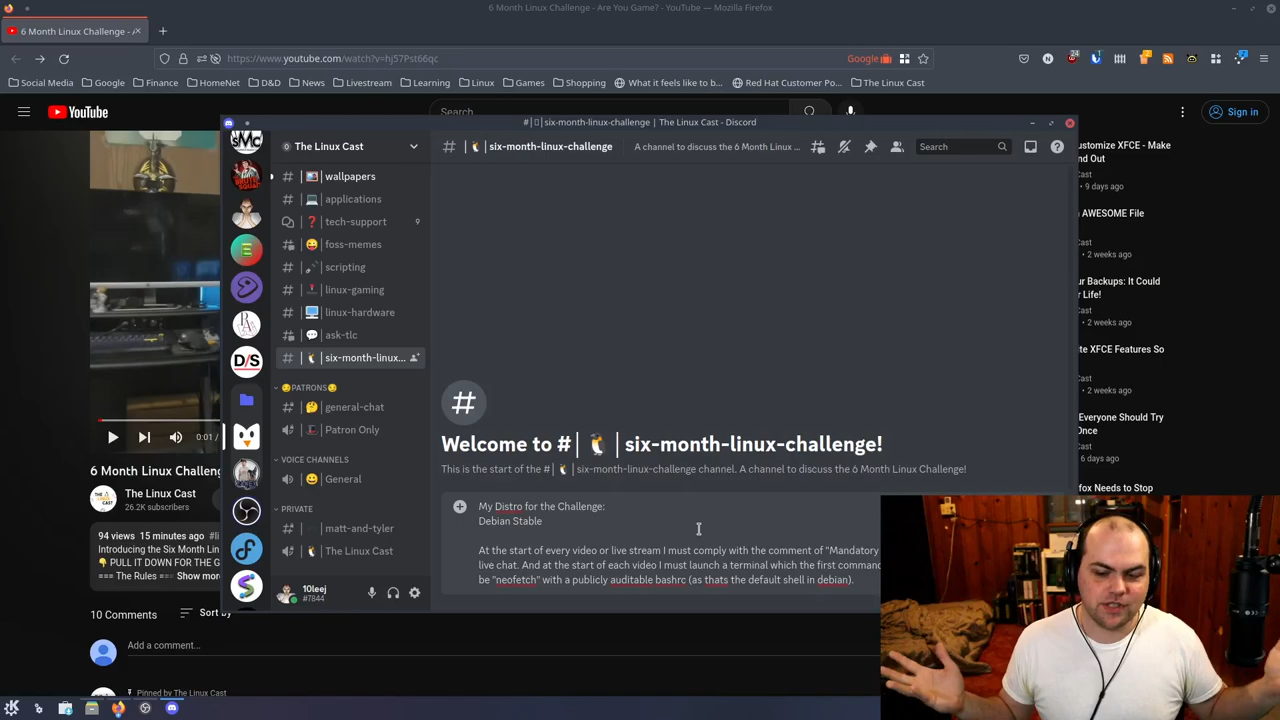 6 Month Linux Challenge - Are You Game? - YouTube — Mozilla Firefox
6 Month Linux Challenge - A
https://www.youtube.com/watch?v=hj57Pst66qc
Google
24
2
Social Media Google Finance HomeNet D&D News Livestream Learning Linux Games Shopping What it feels like to b... Red Hat Customer Po... The Linux Cast
YouTube
Search
Sign in
#| |six-month-linux-challenge | The Linux Cast - Discord
The Linux Cast
# | six-month-linux-challenge
A channel to discuss the 6 Month Linux ...
Search
SMC
BRUTE SQUAD
E
D/S
# | wallpapers
| applications
| tech-support 9
| foss-memes
# | scripting
# | linux-gaming
# | linux-hardware
| ask-tlc
# | six-month-linux...
PATRONS
# | general-chat
| Patron Only
VOICE CHANNELS
| General
PRIVATE
# | matt-and-tyler
| The Linux Cast
10leej
#7844
#
Welcome to # | | six-month-linux-challenge!
This is the start of the #| | six-month-linux-challenge channel. A channel to discuss the 6 Month Linux Challenge!
My Distro for the Challenge:
Debian Stable
At the start of every video or live stream I must comply with the comment of "Mandatory
live chat. And at the start of each video I must launch a terminal which the first command
be "neofetch" with a publicly auditable bashrc (as thats the default shell in debian).
0:01
6 Month Linux Challeng
The Linux Cast
26.2K subscribers
94 views 15 minutes ago #li
Introducing the Six Month Lin
PULL IT DOWN FOR THE G
=== The Rules === Show more
10 Comments Sort by
Add a comment...
Pinned by The Linux Cast
ustomize XFCE - Make
nd Out
Cast
9 days ago
n AWESOME File
Cast
2 weeks ago
ur Backups: It Could
r Life!
Cast
2 weeks ago
te XFCE Features So
Cast
Everyone Should Try
Once
Cast
6 days ago
fox Needs to Stop